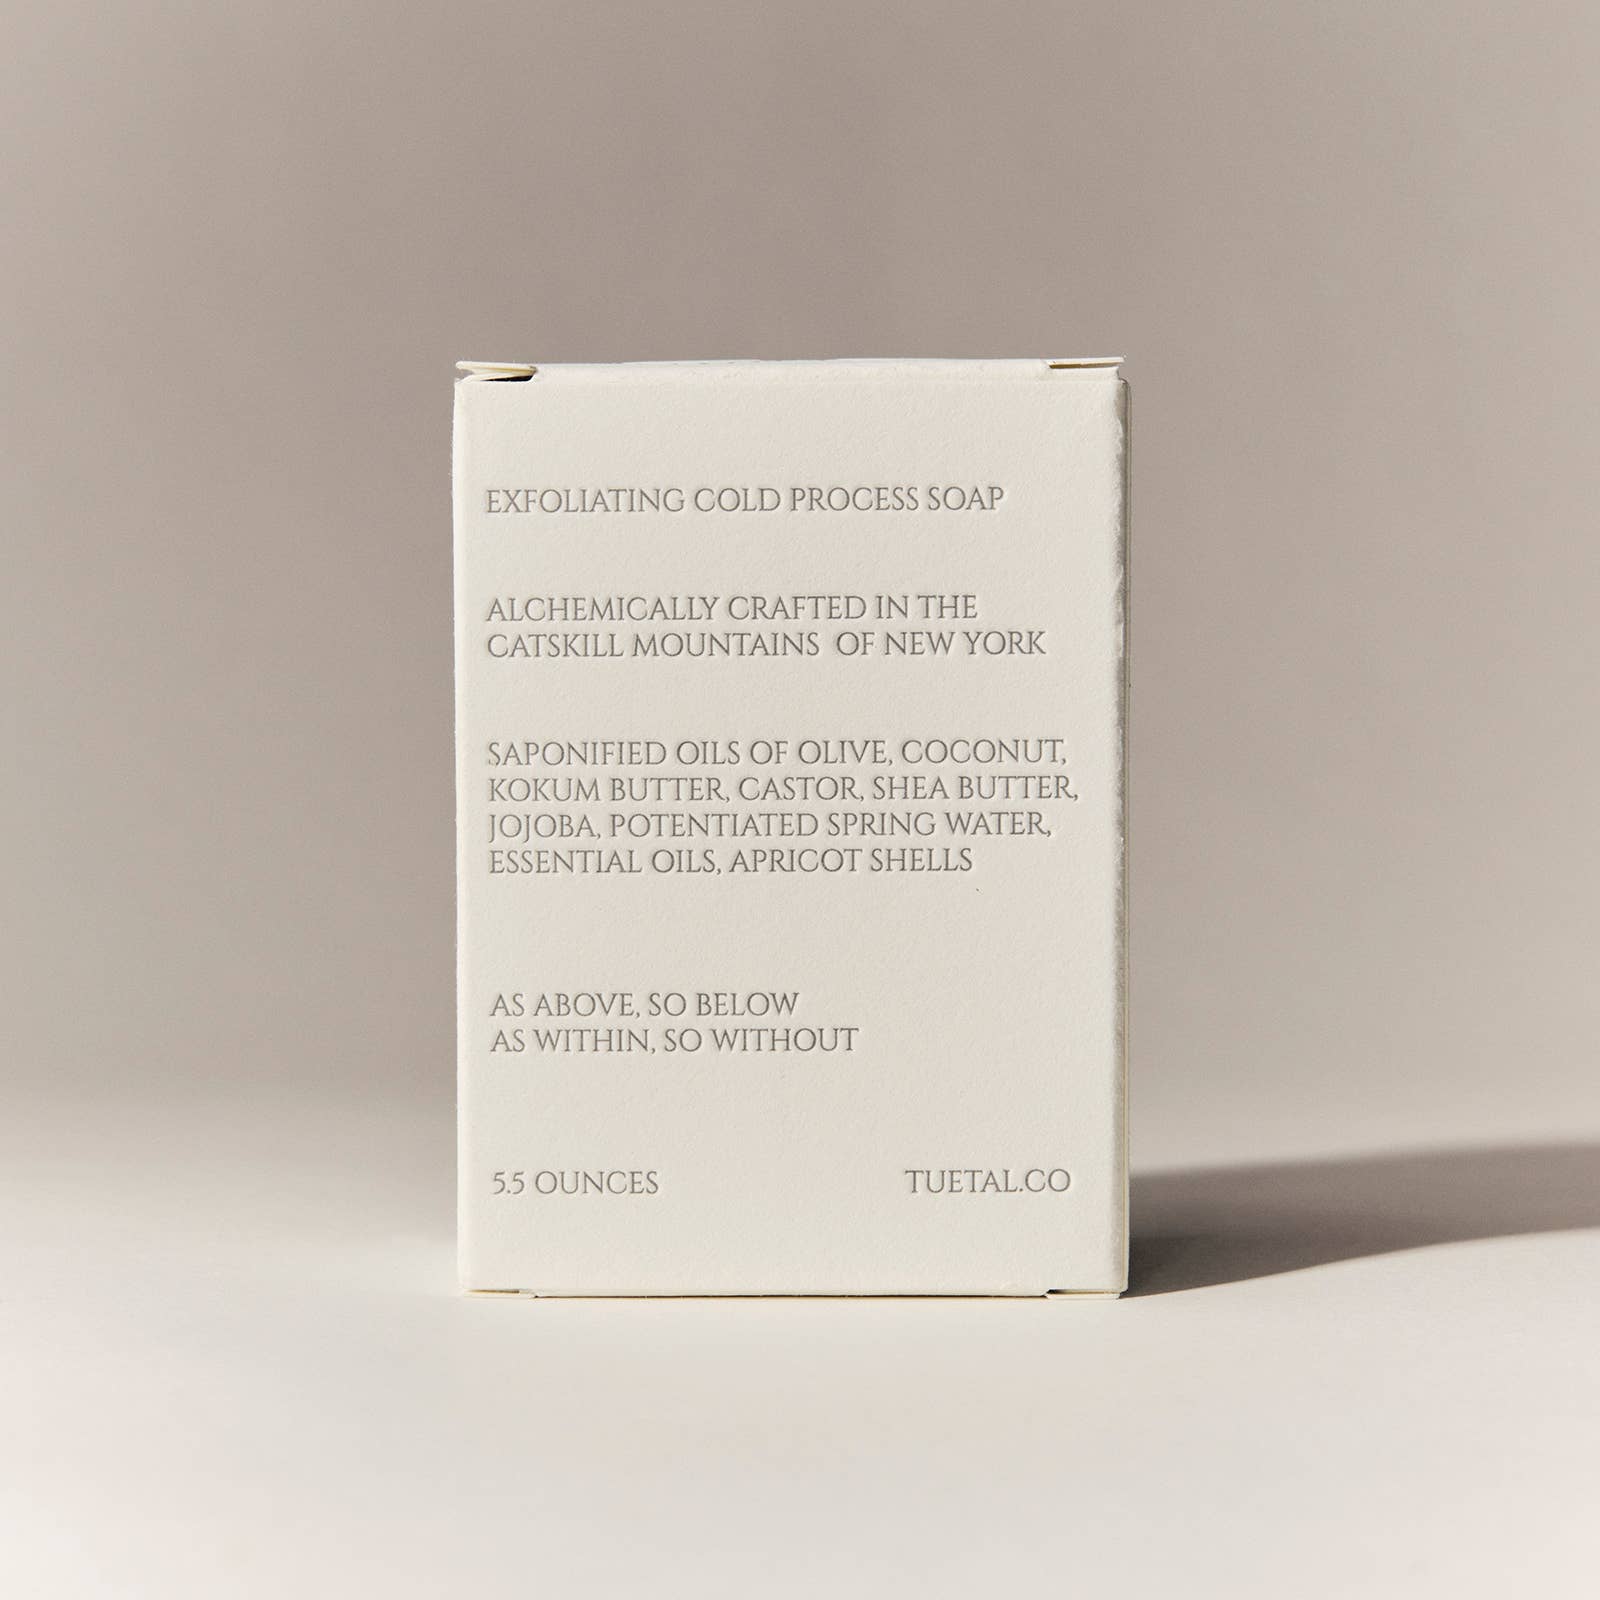 EXFOLIATING COLD PROCESS SOAP
ALCHEMICALLY CRAFTED IN THE
CATSKILL MOUNTAINS OF NEW YORK
SAPONIFIED OILS OF OLIVE, COCONUT,
KOKUM BUTTER, CASTOR, SHEA BUTTER,
JOJOBA, POTENTIATED SPRING WATER,
ESSENTIAL OILS, APRICOT SHELLS
AS ABOVE, SO BELOW
AS WITHIN, SO WITHOUT
5.5 OUNCES TUETAL.CO